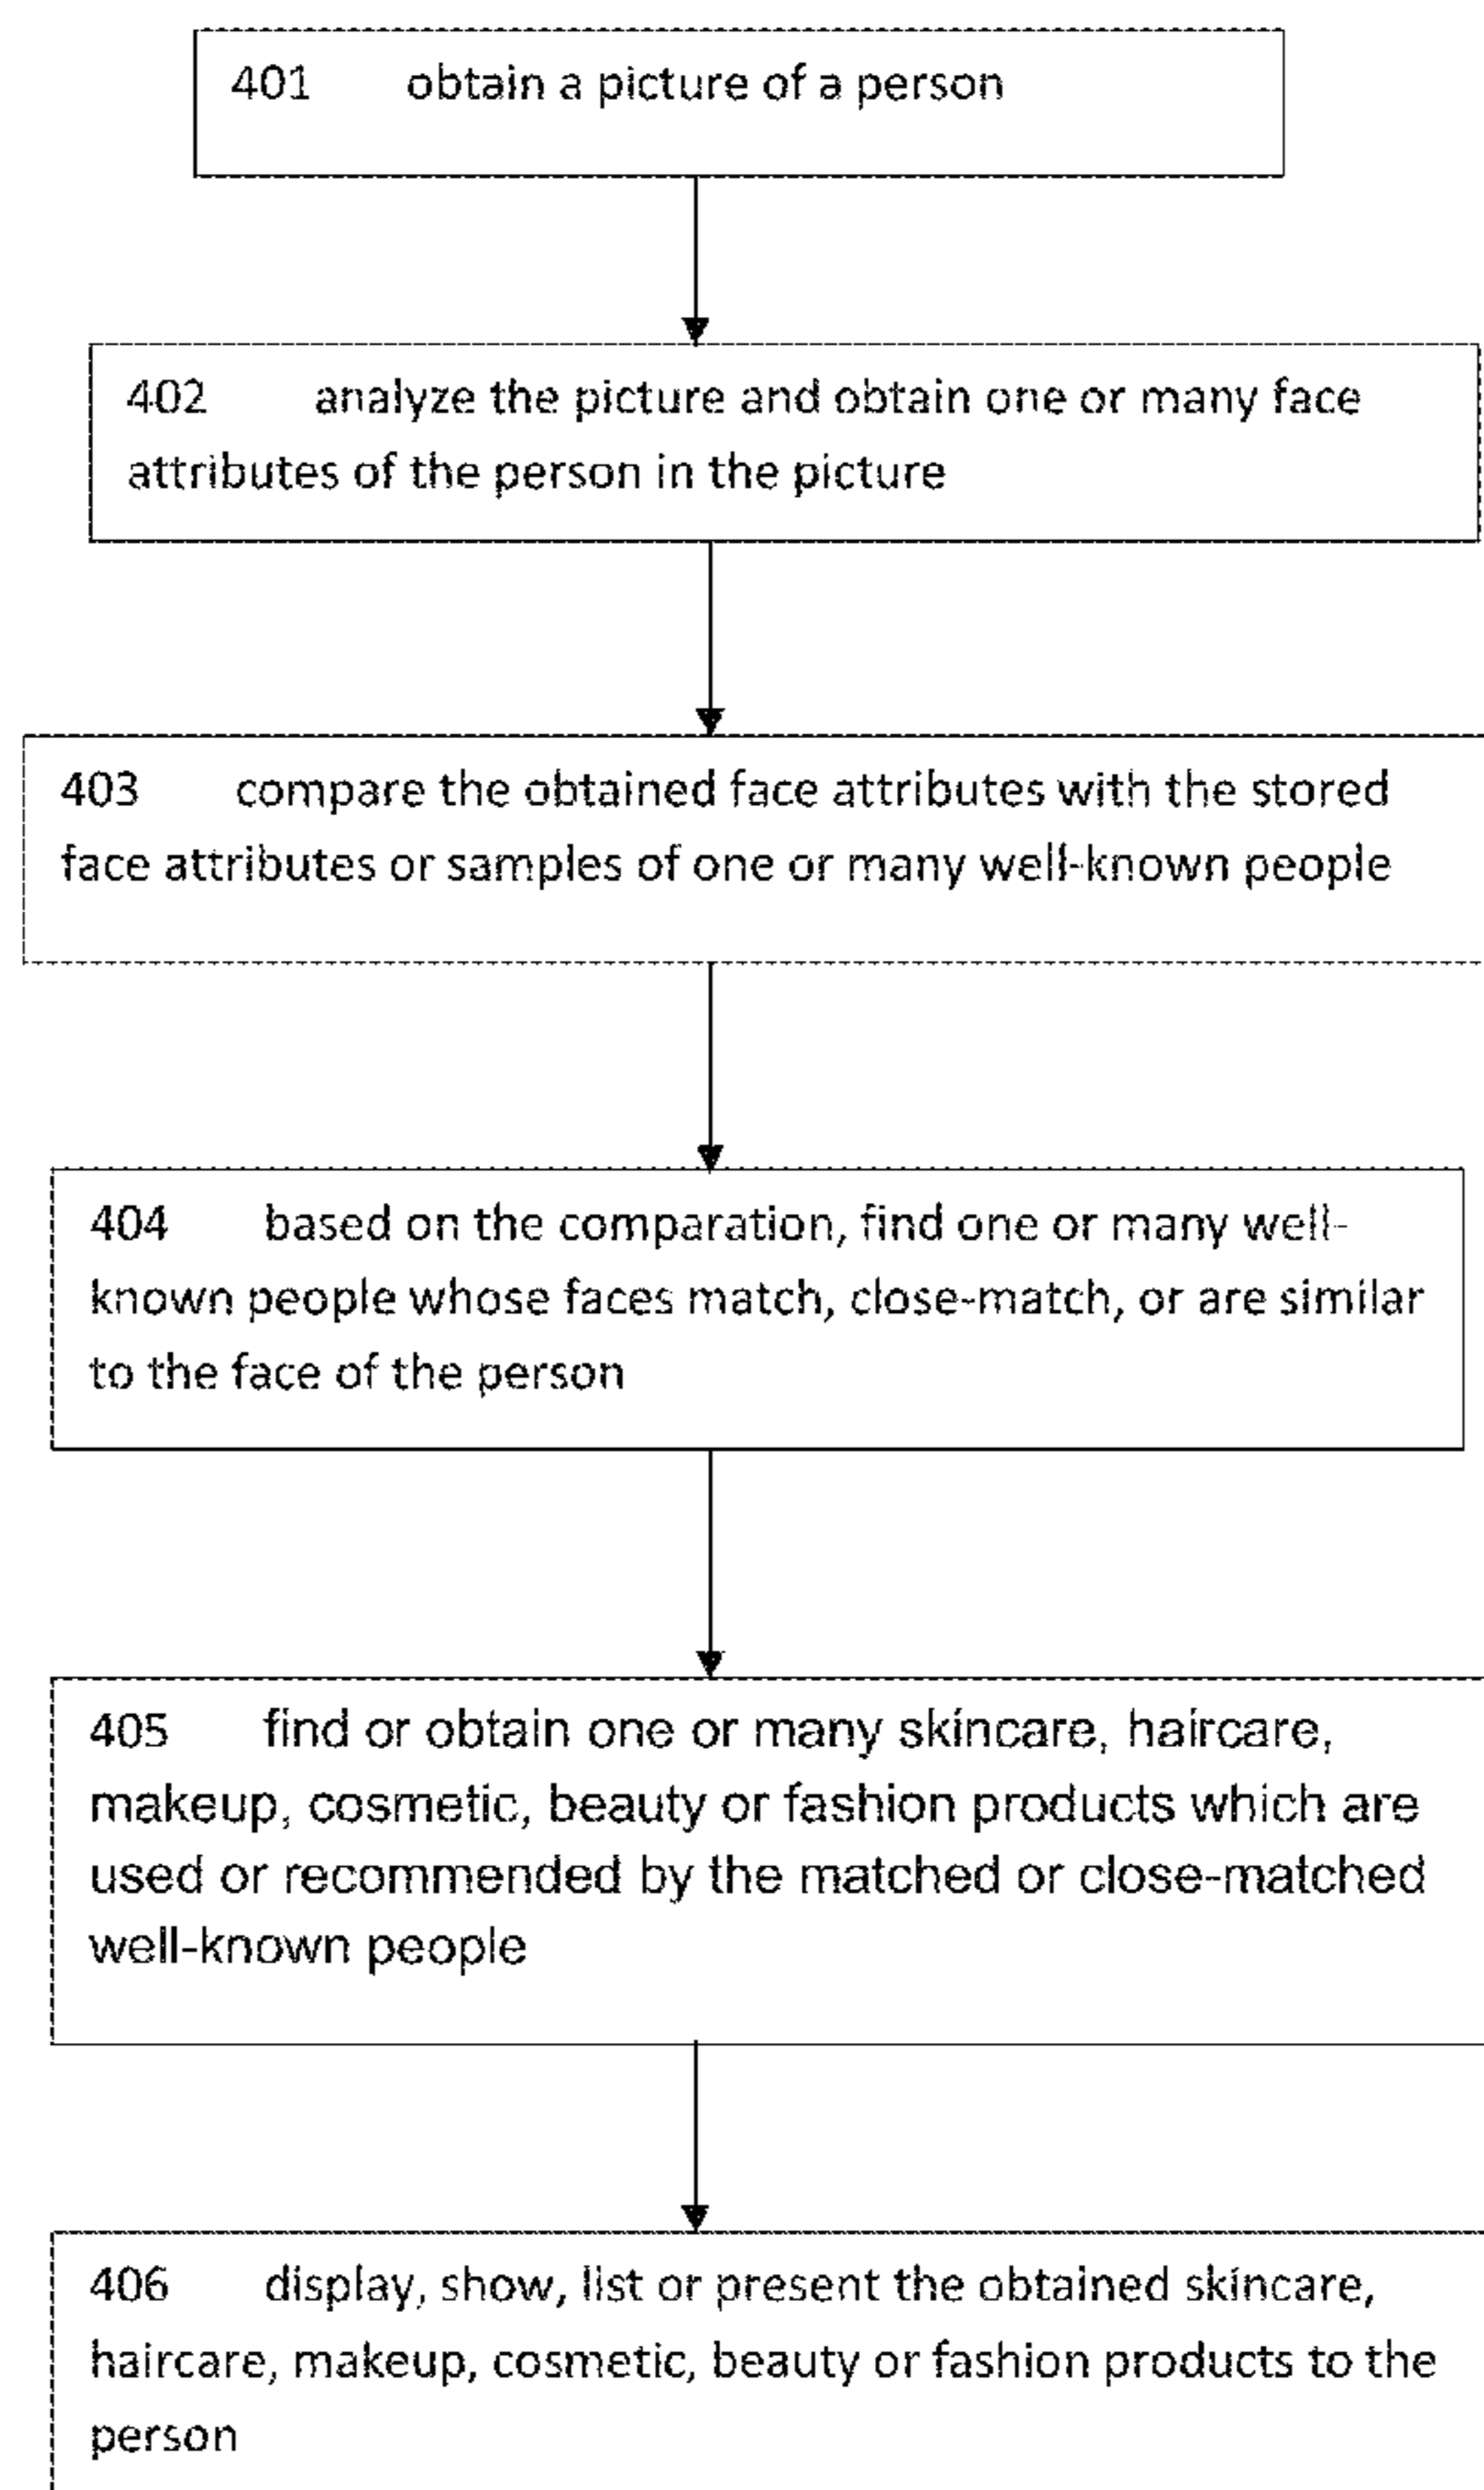 401 obtain a picture of a person
402 analyze the picture and obtain one or many face
attributes of the person in the picture
403 compare the obtained face attributes with the stored
face attributes or samples of one or many well-known people
404 based on the comparation, find one or many well-
known people whose faces match, close-match, or are similar
to the face of the person
405 find or obtain one or many skincare, haircare,
makeup, cosmetic, beauty or fashion products which are
used or recommended by the matched or close-matched
well-known people
406 display, show, list or present the obtained skincare,
haircare, makeup, cosmetic, beauty or fashion products to the
person